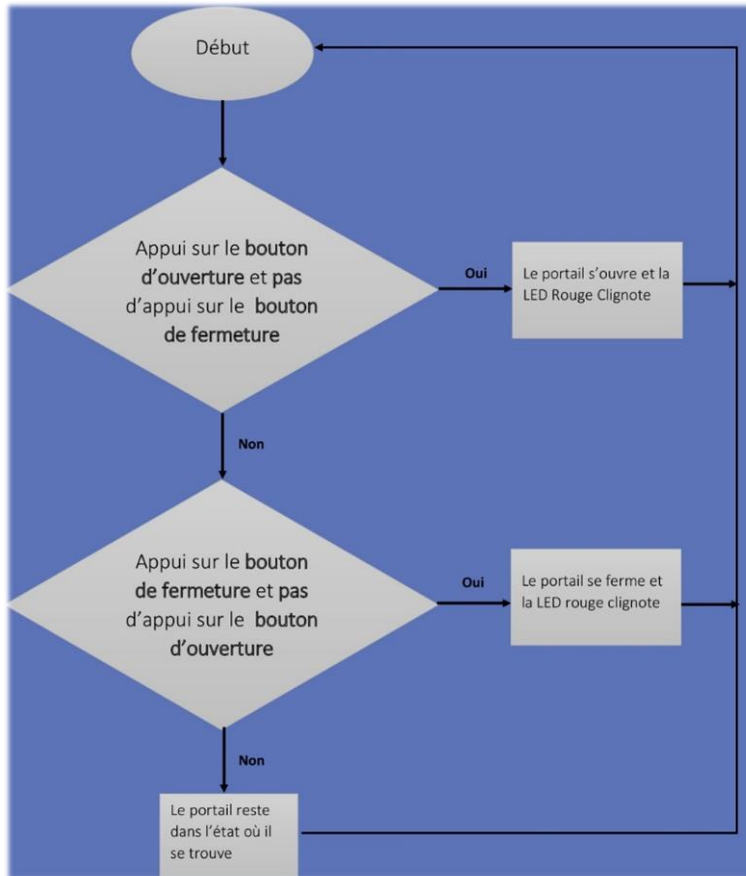 Début
Appui sur le bouton
d’ouverture et pas
d’appui sur le bouton
de fermeture
Oui
Le portail s’ouvre et la
LED Rouge Clignote
Non
Appui sur le bouton
de fermeture et pas
d’appui sur le bouton
d’ouverture
Oui
Le portail se ferme et
la LED rouge clignote
Non
Le portail reste
dans l’état où il
se trouve